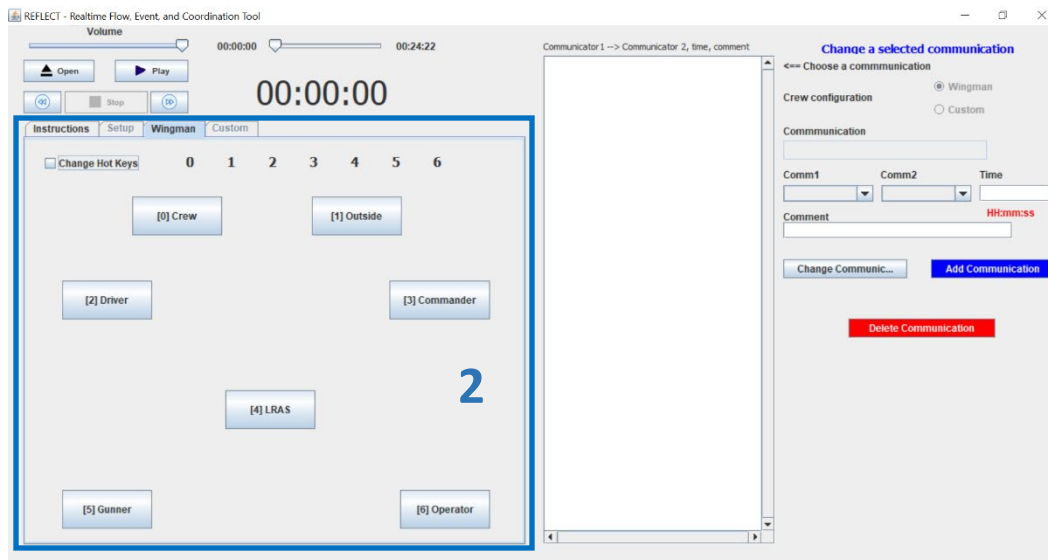 REFLECT - Realtime Flow, Event, and Coordination Tool
Volume
00:00:00 00:24:22
Open Play
Stop
00:00:00
Instructions Setup Wingman Custom
Change Hot Keys 0 1 2 3 4 5 6
[0] Crew [1] Outside
[2] Driver [3] Commander
[4] LRAS
2
[5] Gunner [6] Operator
Communicator1 --> Communicator 2, time, comment
Change a selected communication
<== Choose a commmunication
Crew configuration
Wingman
Custom
Commmunication
Comm1 Comm2 Time
HH:mm:ss
Comment
Change Communic... Add Communication
Delete Communication